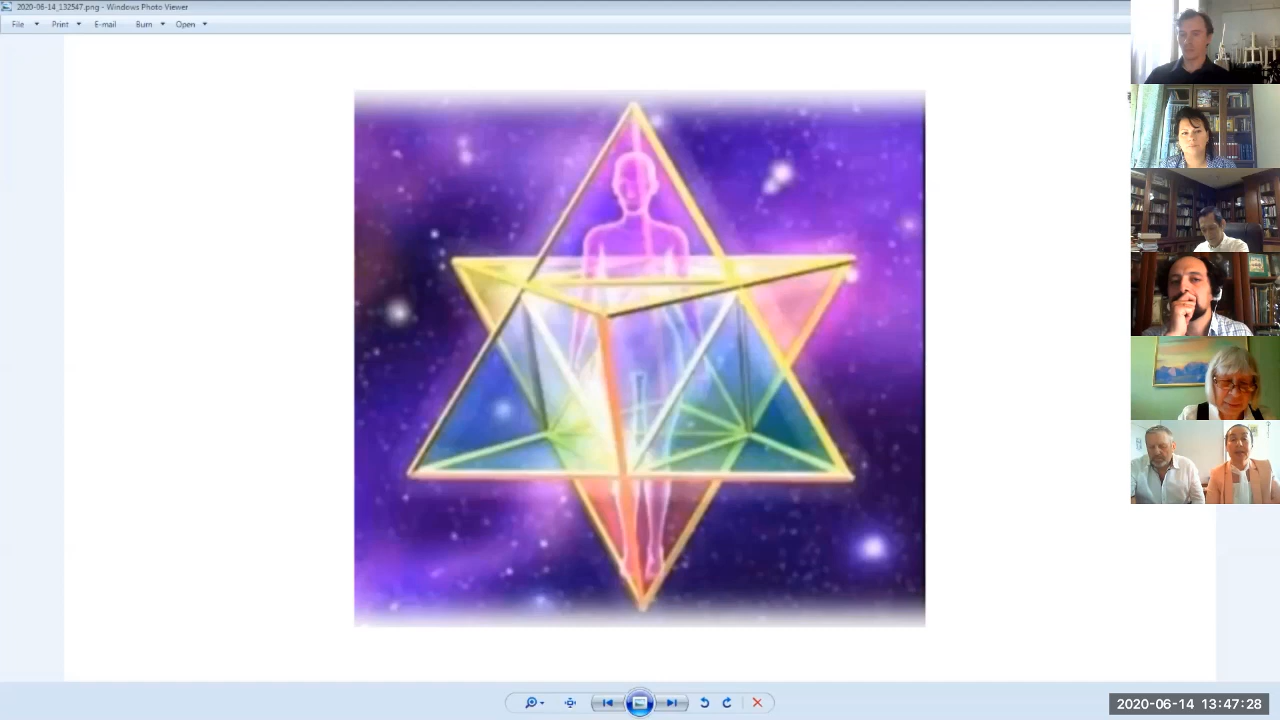 2020-06-14_132547.png - Windows Photo Viewer
File Print E-mail Burn Open
2020-06-14 13:47:28